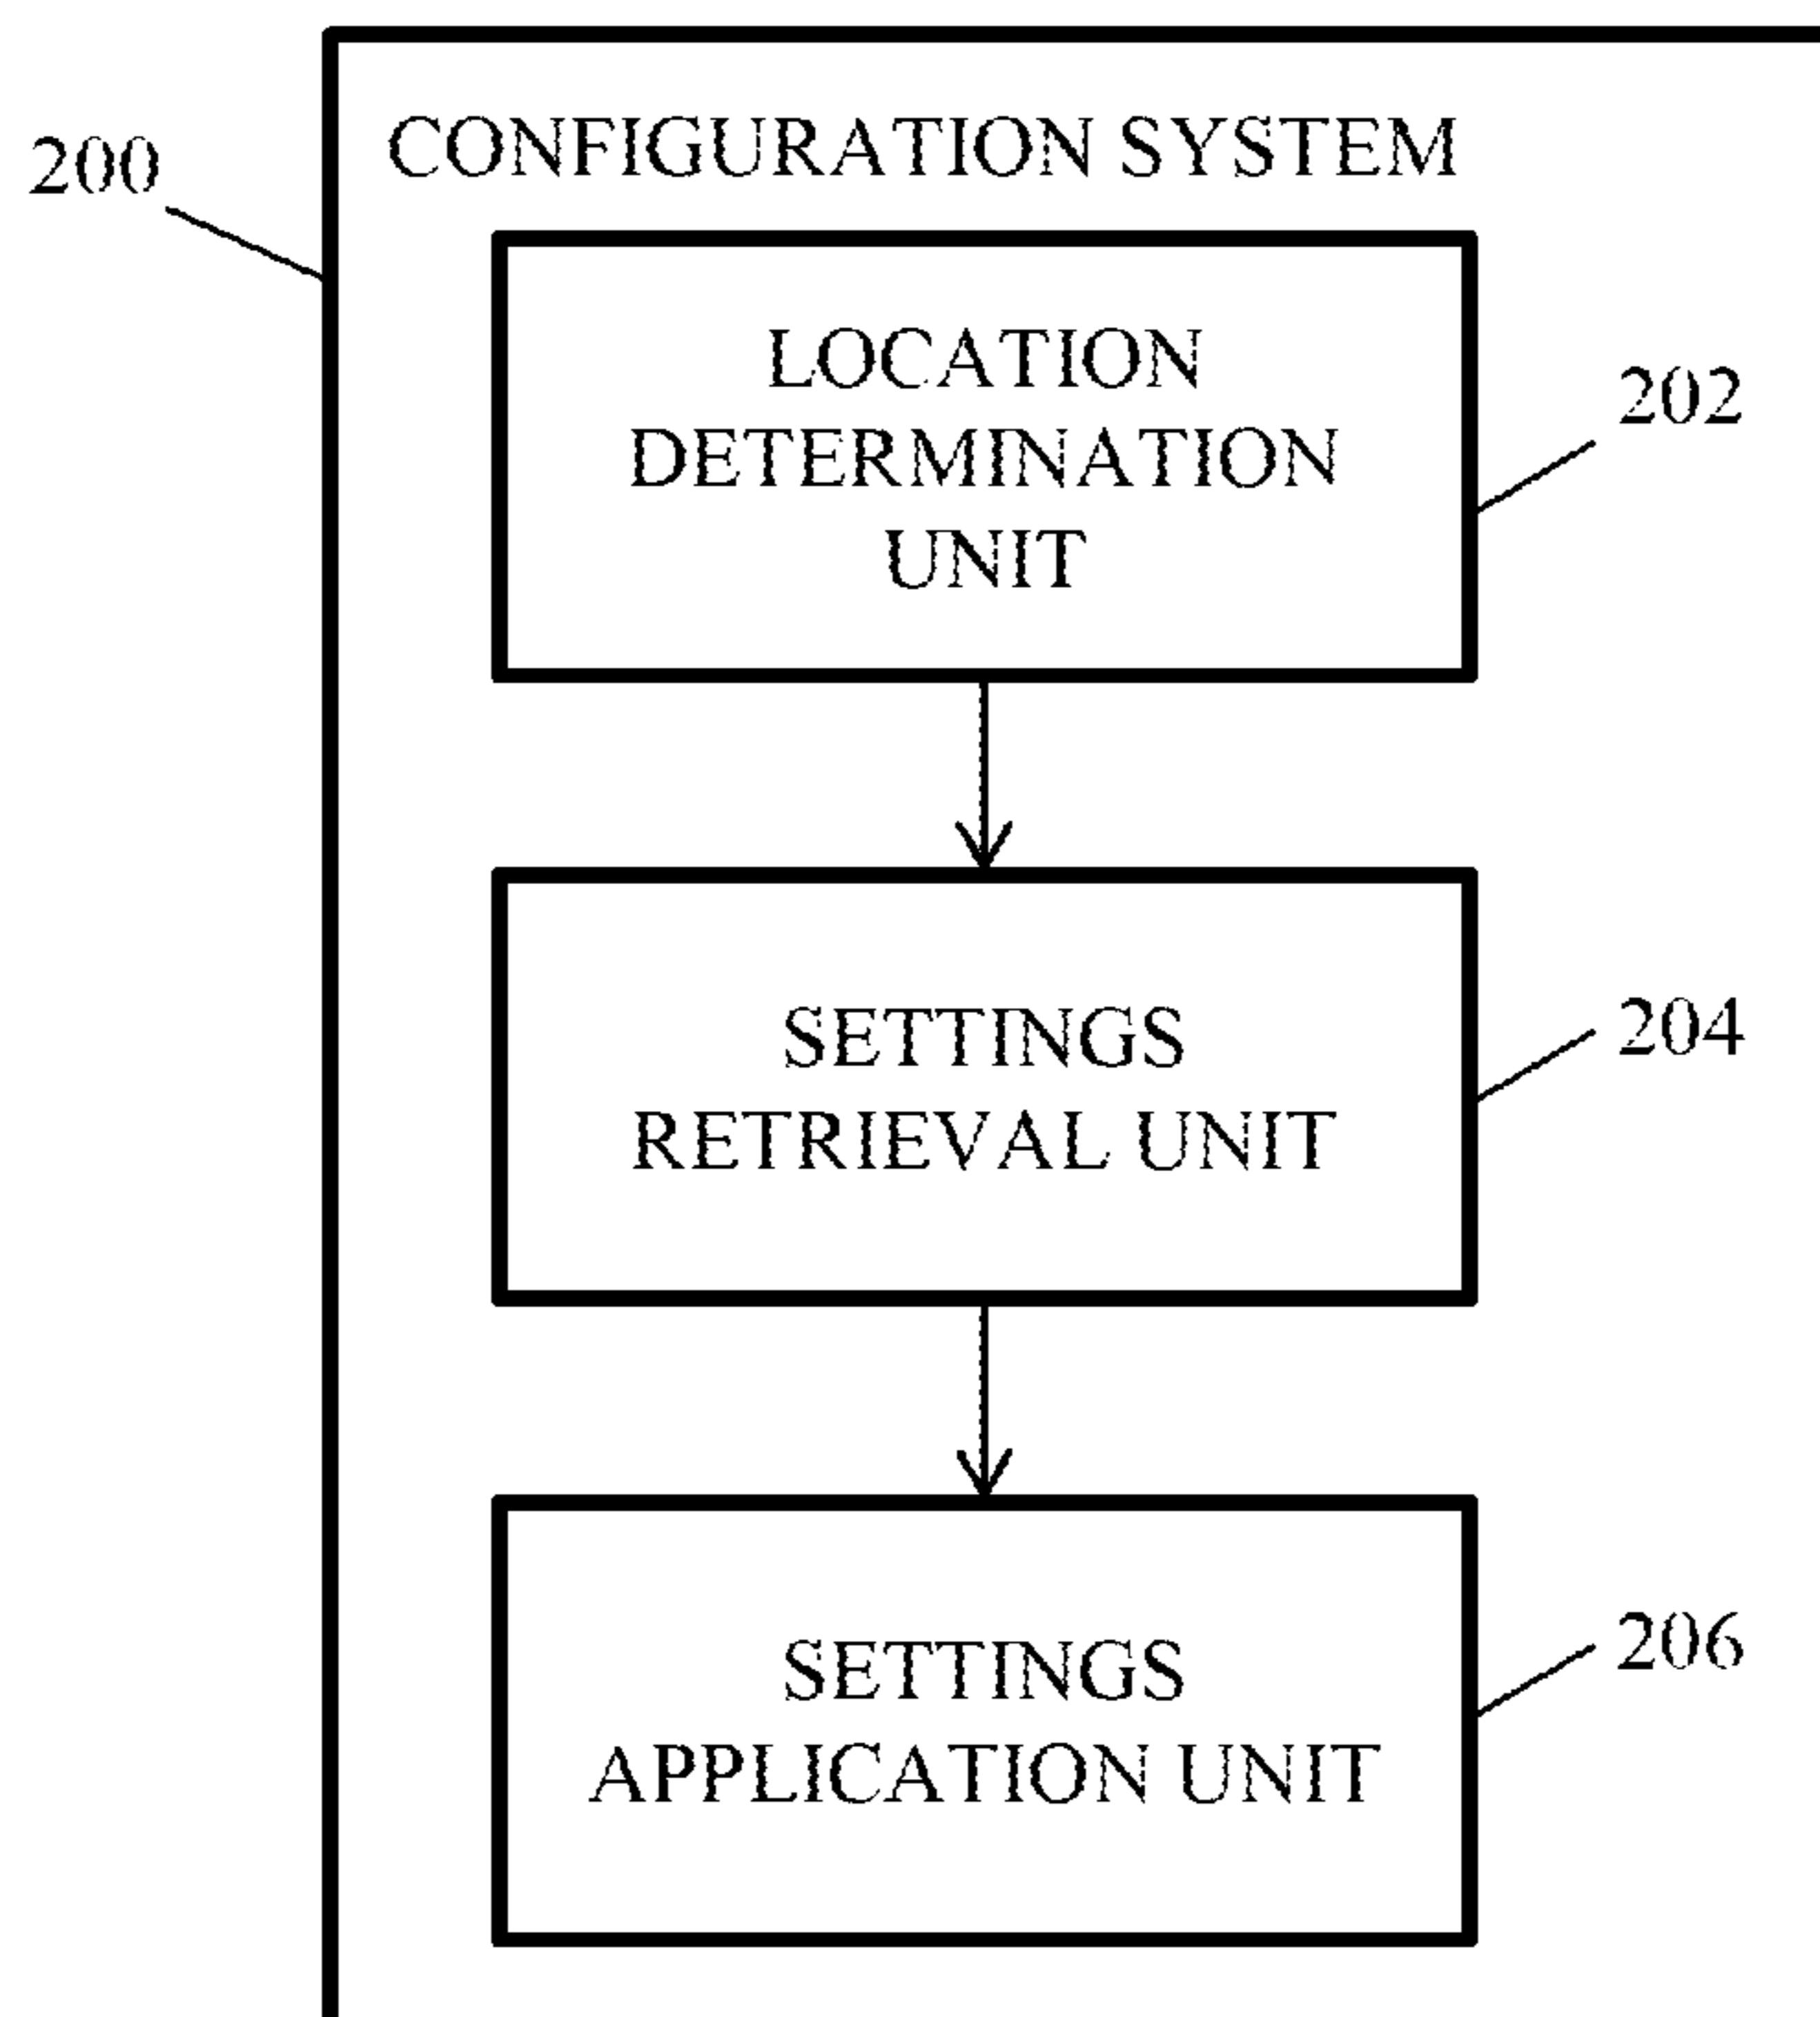 CONFIGURATION SYSTEM
200
LOCATION
DETERMINATION
UNIT
202
SETTINGS
RETRIEVAL UNIT
204
SETTINGS
APPLICATION UNIT
206